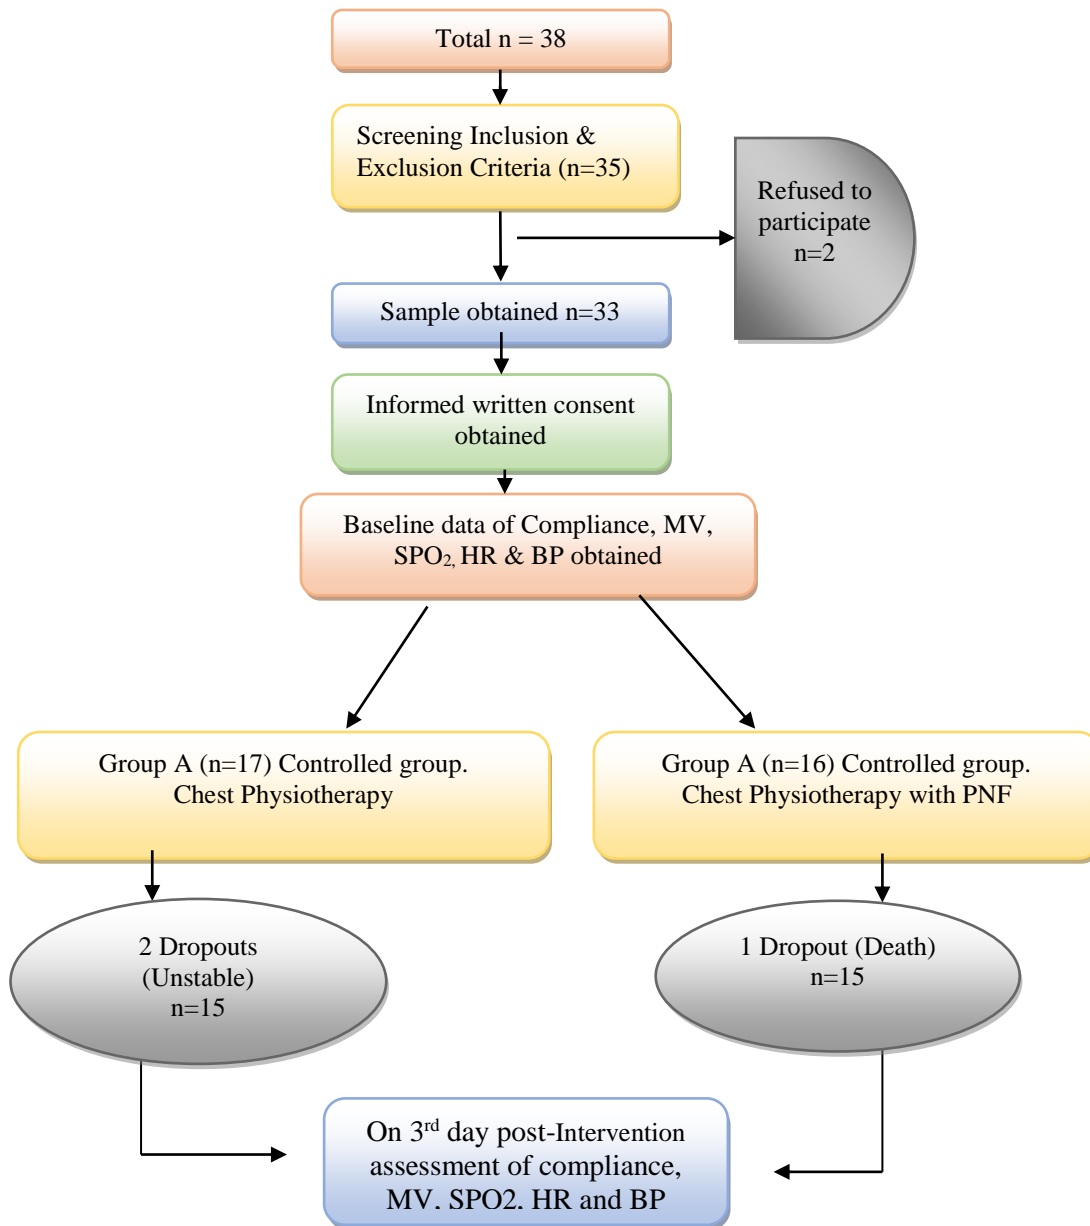 Total n = 38
Screening Inclusion &
Exclusion Criteria (n=35)
Refused to
participate
n=2
Sample obtained n=33
Informed written consent
obtained
Baseline data of Compliance, MV,
SPO₂, HR & BP obtained
Group A (n=17) Controlled group.
Chest Physiotherapy
Group A (n=16) Controlled group.
Chest Physiotherapy with PNF
2 Dropouts
(Unstable)
n=15
1 Dropout (Death)
n=15
On 3rd day post-Intervention
assessment of compliance,
MV, SPO2, HR and BP